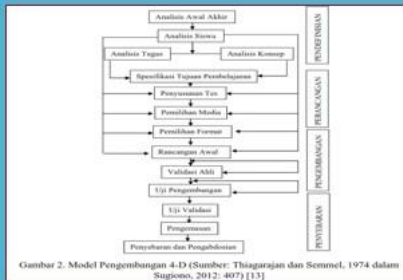 Analisis Awal Akhir
Analisis Siswa
Analisis Tugas
Analisis Konsep
Spesifikasi Tujuan Pembelajaran
Penyusunan Tes
Pemilihan Media
Pemilihan Format
Rancangan Awal
Validasi Ahli
Uji Pengembangan
Uji Validasi
Pengemasan
Penyebaran dan Pengabdosian
PENDEFINISIAN
PERANCANGAN
PENGEMBANGAN
PENYEBARAN
Gambar 2. Model Pengembangan 4-D (Sumber: Thiagarajan dan Semmel, 1974 dalam
Sugiono, 2012: 407) [13]